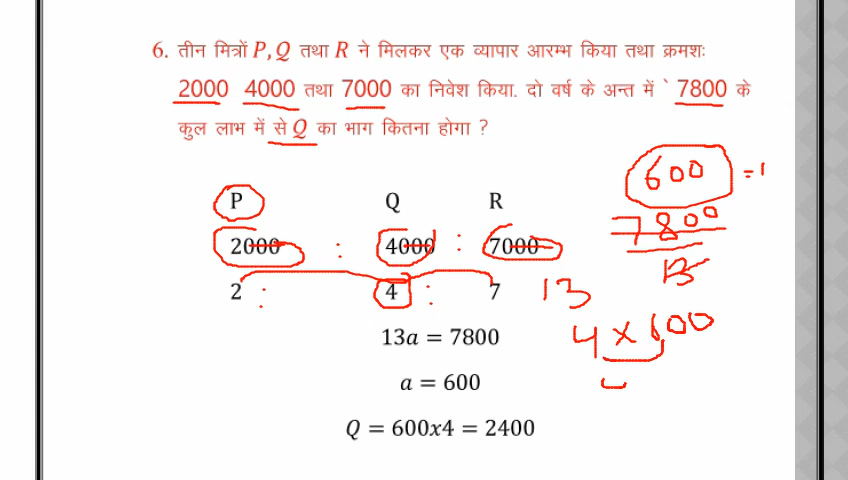 6. तीन मित्रों P, Q तथा R ने मिलकर एक व्यापार आरम्भ किया तथा क्रमशः
2000 4000 तथा 7000 का निवेश किया. दो वर्ष के अन्त में ` 7800 के
कुल लाभ में से Q का भाग कितना होगा ?
600 = 1
P Q R
7800
2000 : 4000 : 7000
13
2 : 4 : 7 13
4 x 600
13a = 7800
a = 600
Q = 600x4 = 2400